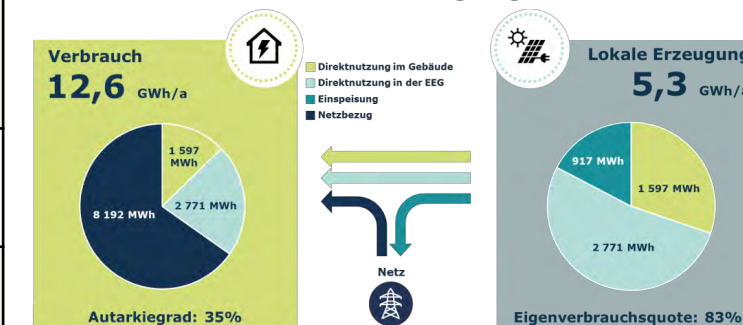 Verbrauch
12,6 GWh/a
Direktnutzung im Gebäude
Direktnutzung in der EEG
Einspeisung
Netzbezug
1 597
MWh
2 771 MWh
8 192 MWh
Autarkiegrad: 35%
Netz
Lokale Erzeugung
5,3 GWh/a
917 MWh
1 597 MWh
2 771 MWh
Eigenverbrauchsquote: 83%